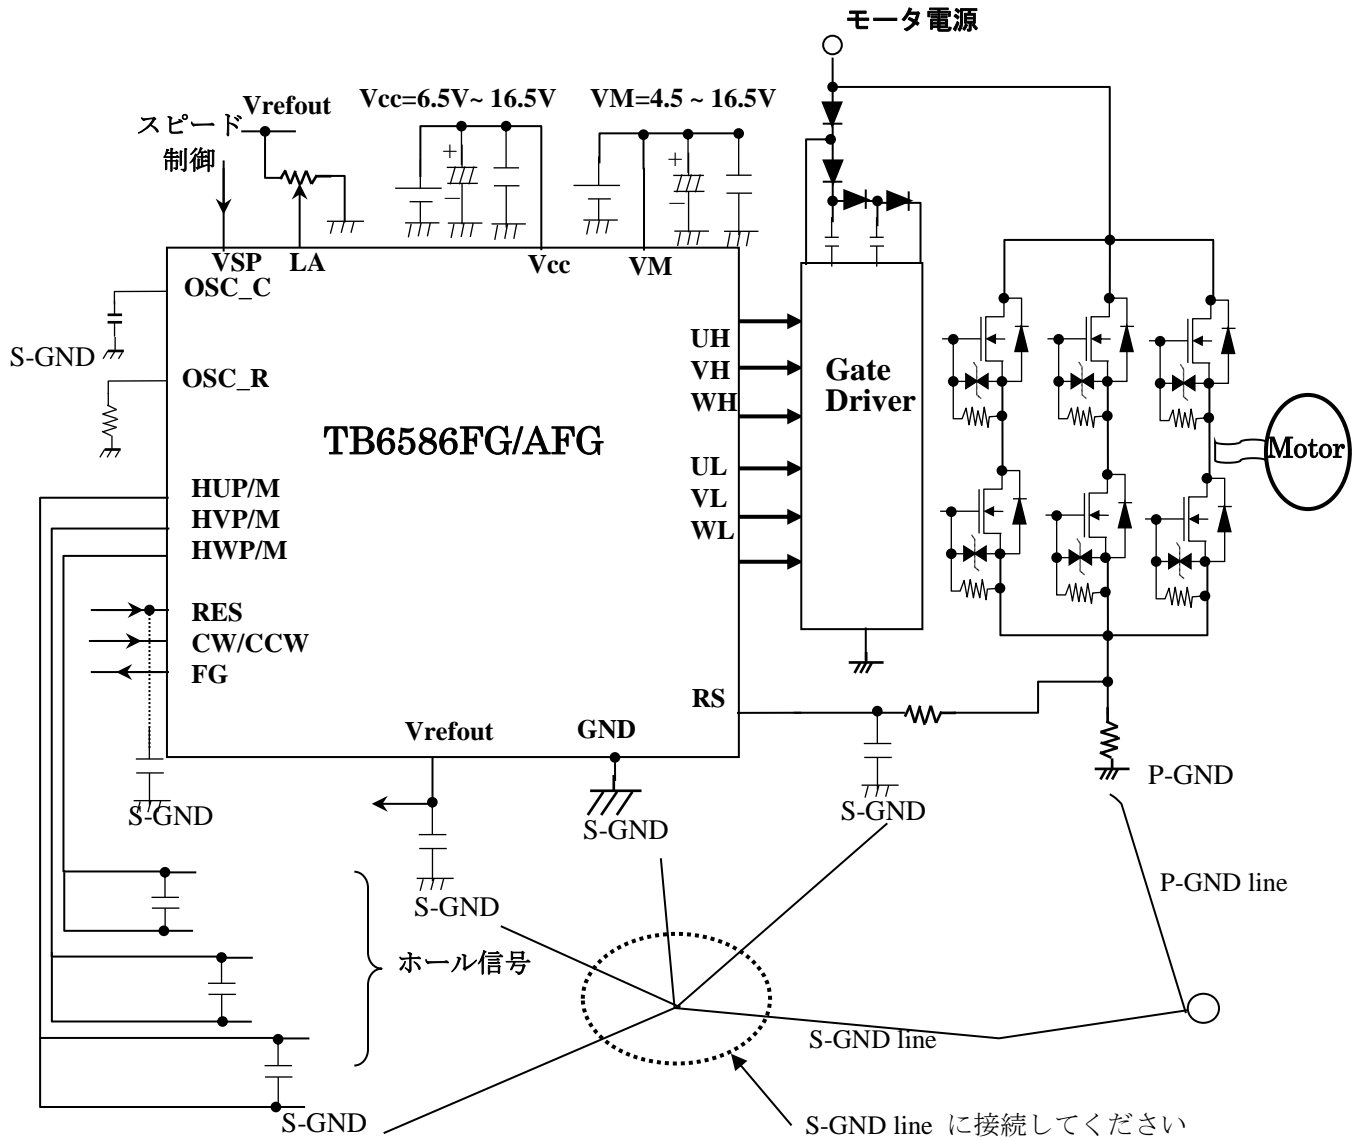 モータ電源
Vcc=6.5V~ 16.5V
VM=4.5 ~ 16.5V
Vrefout
スピード
制御
VSP
LA
Vcc
VM
OSC_C
S-GND
OSC_R
UH
VH
WH
Gate
Driver
TB6586FG/AFG
Motor
UL
VL
WL
HUP/M
HVP/M
HWP/M
RES
CW/CCW
FG
RS
Vrefout
GND
P-GND
S-GND
S-GND
S-GND
S-GND
P-GND line
ホール信号
S-GND line
S-GND
S-GND line に接続してください